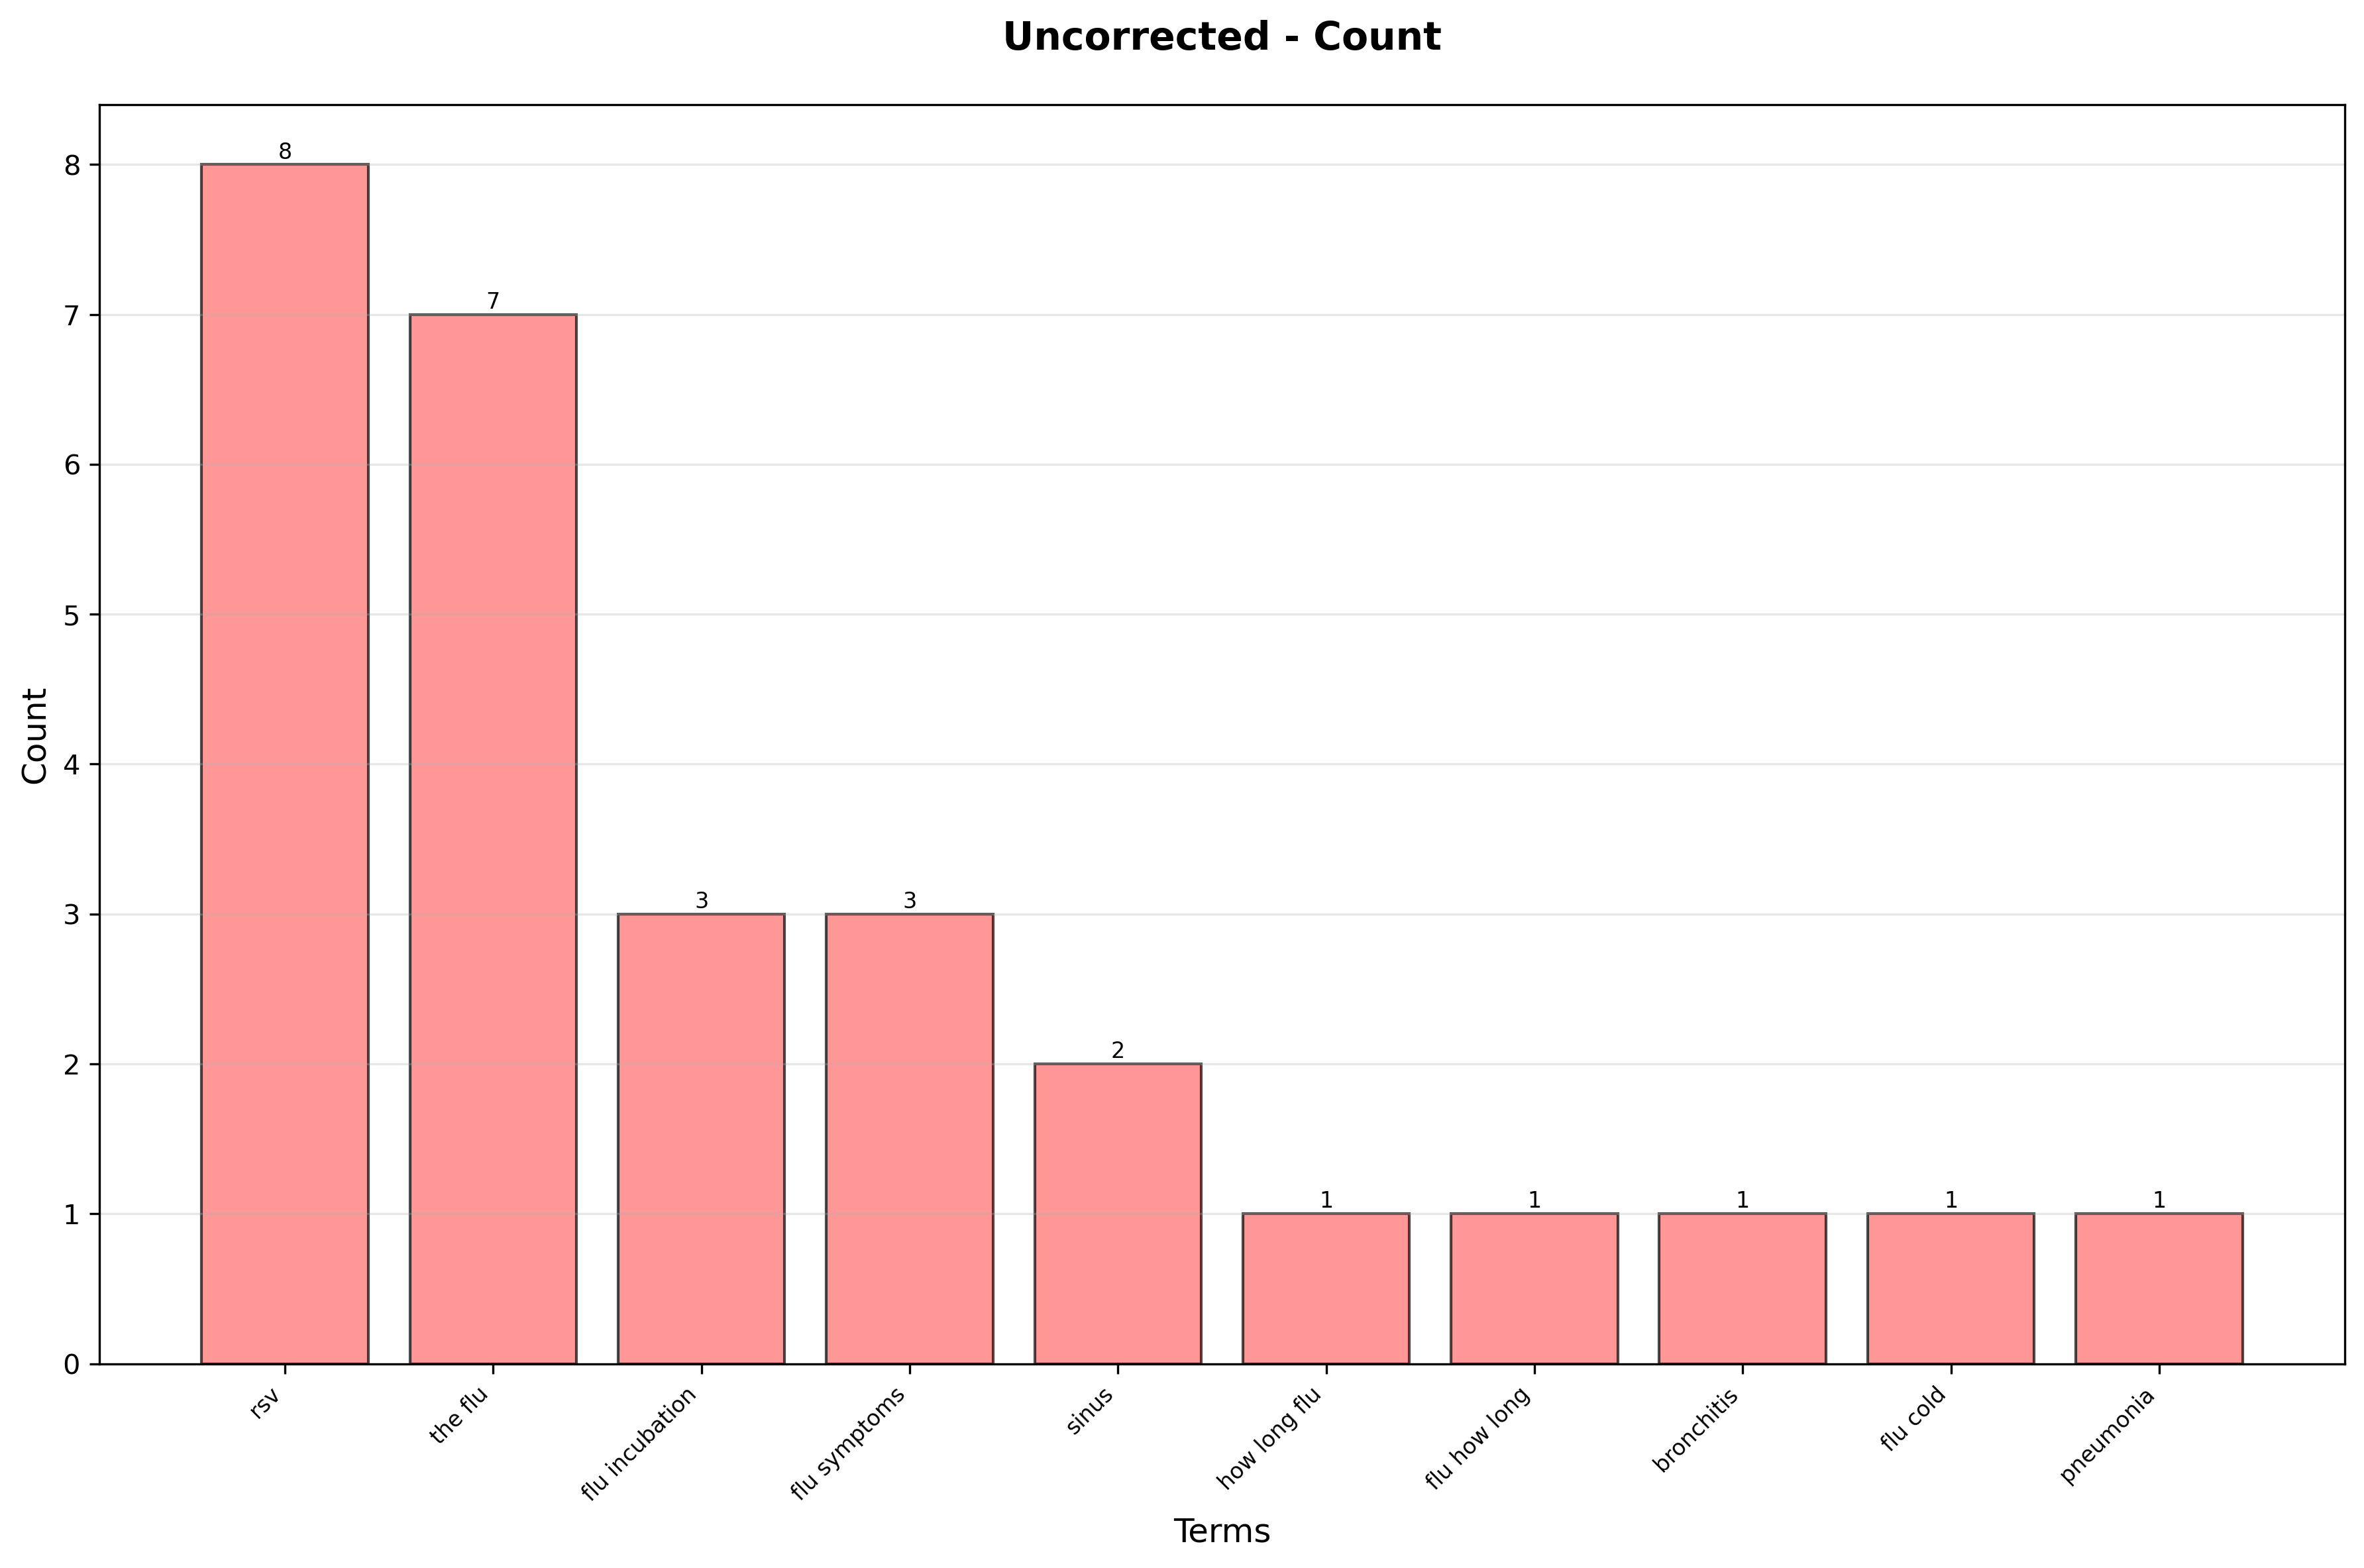 Uncorrected - Count
Count
8
7
6
5
4
3
2
1
0
8
7
3
3
2
1
1
1
1
1
rsv
the flu
flu incubation
flu symptoms
sinus
how long flu
flu how long
bronchitis
flu cold
pneumonia
Terms